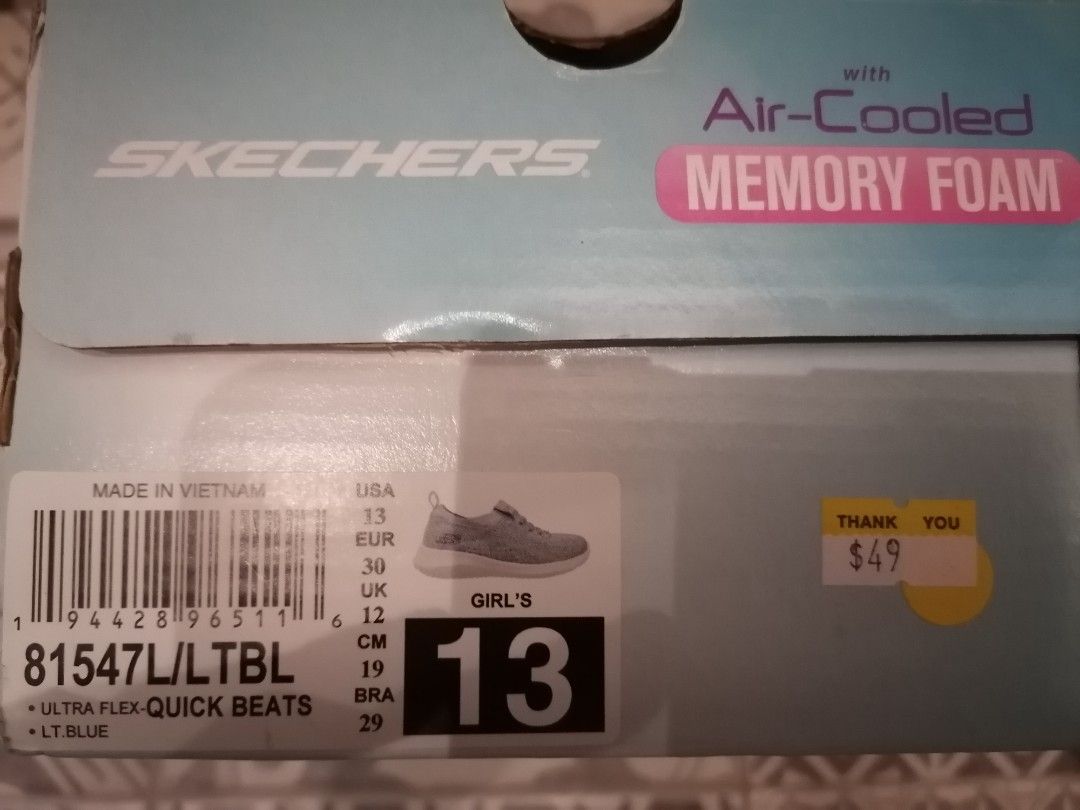 with
Air-Cooled
SKECHERS
MEMORY FOAM
MADE IN VIETNAM
1 94428 96511 6
81547L/LTBL
• ULTRA FLEX-QUICK BEATS
• LT.BLUE
USA
13
EUR
30
UK
12
CM
19
BRA
29
GIRL'S
13
THANK YOU
$49